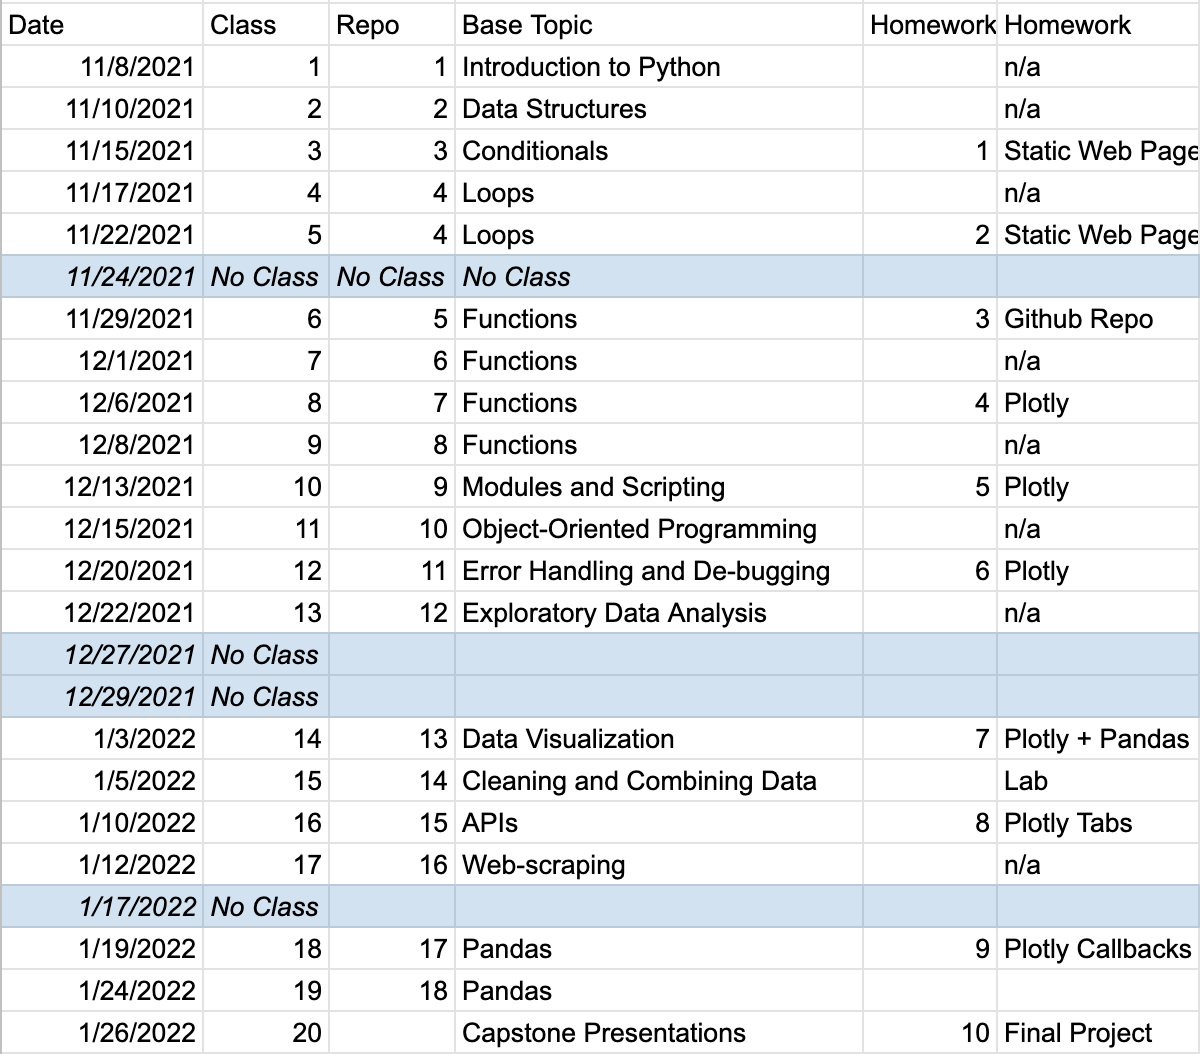 Date Class Repo Base Topic Homework Homework
11/8/2021 1 1 Introduction to Python n/a
11/10/2021 2 2 Data Structures n/a
11/15/2021 3 3 Conditionals 1 Static Web Page
11/17/2021 4 4 Loops n/a
11/22/2021 5 4 Loops 2 Static Web Page
11/24/2021 No Class No Class No Class
11/29/2021 6 5 Functions 3 Github Repo
12/1/2021 7 6 Functions n/a
12/6/2021 8 7 Functions 4 Plotly
12/8/2021 9 8 Functions n/a
12/13/2021 10 9 Modules and Scripting 5 Plotly
12/15/2021 11 10 Object-Oriented Programming n/a
12/20/2021 12 11 Error Handling and De-bugging 6 Plotly
12/22/2021 13 12 Exploratory Data Analysis n/a
12/27/2021 No Class
12/29/2021 No Class
1/3/2022 14 13 Data Visualization 7 Plotly + Pandas
1/5/2022 15 14 Cleaning and Combining Data Lab
1/10/2022 16 15 APIs 8 Plotly Tabs
1/12/2022 17 16 Web-scraping n/a
1/17/2022 No Class
1/19/2022 18 17 Pandas 9 Plotly Callbacks
1/24/2022 19 18 Pandas
1/26/2022 20 Capstone Presentations 10 Final Project